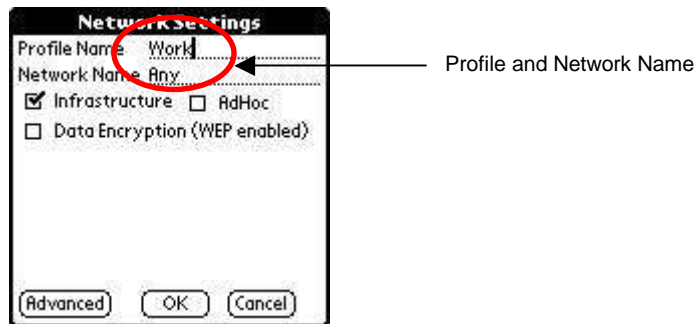 Network Settings
Profile Name Work
Profile and Network Name
Network Name Any
Infrastructure AdHoc
Data Encryption (WEP enabled)
Advanced OK Cancel